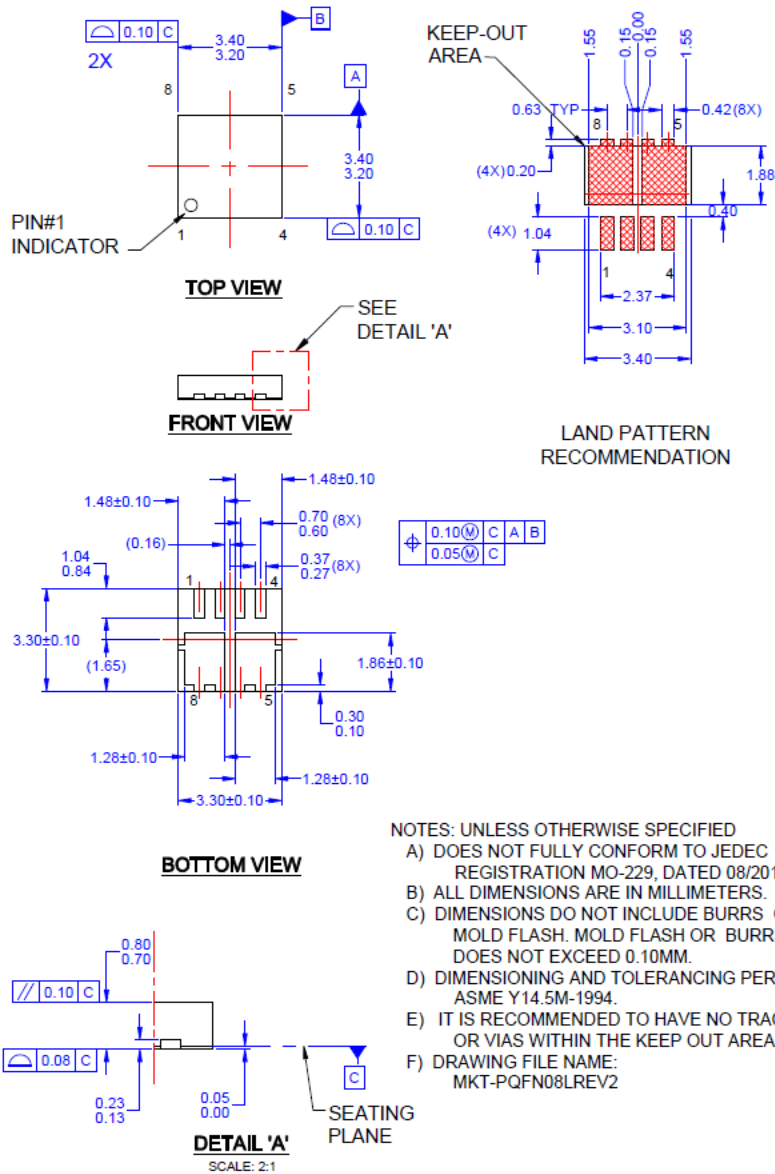 0.10 C
2X
3.40
3.20
B
8
5
A
3.40
3.20
PIN#1
INDICATOR
1
4
0.10 C
TOP VIEW
KEEP-OUT
AREA
1.55
0.15
0.00
0.15
1.55
0.63 TYP
8
5
0.42(8X)
(4X)0.20
1.88
0.40
(4X) 1.04
1
4
2.37
3.10
3.40
LAND PATTERN
RECOMMENDATION
SEE
DETAIL 'A'
FRONT VIEW
1.48±0.10
1.48±0.10
0.70
0.60 (8X)
(0.16)
0.37
0.27 (8X)
1.04
0.84
1
4
3.30±0.10
(1.65)
1.86±0.10
8
5
0.30
0.10
1.28±0.10
1.28±0.10
3.30±0.10
0.10Ⓜ C A B
0.05Ⓜ C
BOTTOM VIEW
NOTES: UNLESS OTHERWISE SPECIFIED
A) DOES NOT FULLY CONFORM TO JEDEC
REGISTRATION MO-229, DATED 08/201
B) ALL DIMENSIONS ARE IN MILLIMETERS.
C) DIMENSIONS DO NOT INCLUDE BURRS
MOLD FLASH. MOLD FLASH OR BURR
DOES NOT EXCEED 0.10MM.
D) DIMENSIONING AND TOLERANCING PER
ASME Y14.5M-1994.
E) IT IS RECOMMENDED TO HAVE NO TRAC
OR VIAS WITHIN THE KEEP OUT AREA
F) DRAWING FILE NAME:
MKT-PQFN08LREV2
0.80
0.70
// 0.10 C
0.08 C
0.23
0.13
0.05
0.00
C
SEATING
PLANE
DETAIL 'A'
SCALE: 2:1